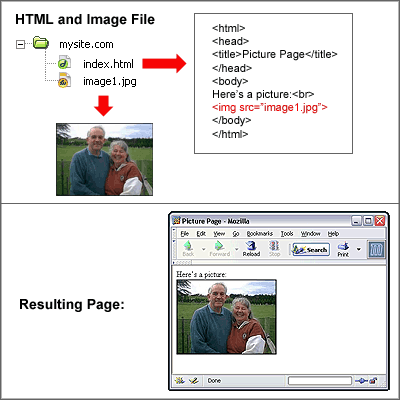 HTML and Image File
mysite.com
index.html
image1.jpg
<html>
<head>
<title>Picture Page</title>
</head>
<body>
Here's a picture:<br>
<img src="image1.jpg">
</body>
</html>
Resulting Page:
Picture Page - Mozilla
File Edit View Go Bookmarks Tools Window Help
Back Forward Reload Stop Search Print
Here's a picture:
Done